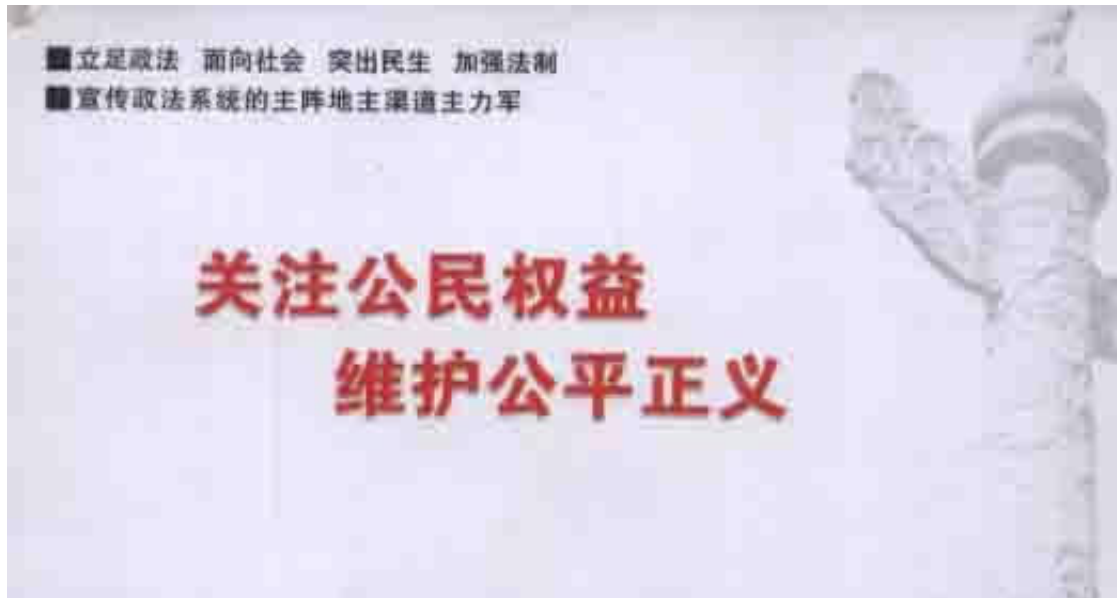 ■立足政法 面向社会 突出民生 加强法制
■宣传政法系统的主阵地主渠道主力军
关注公民权益
维护公平正义